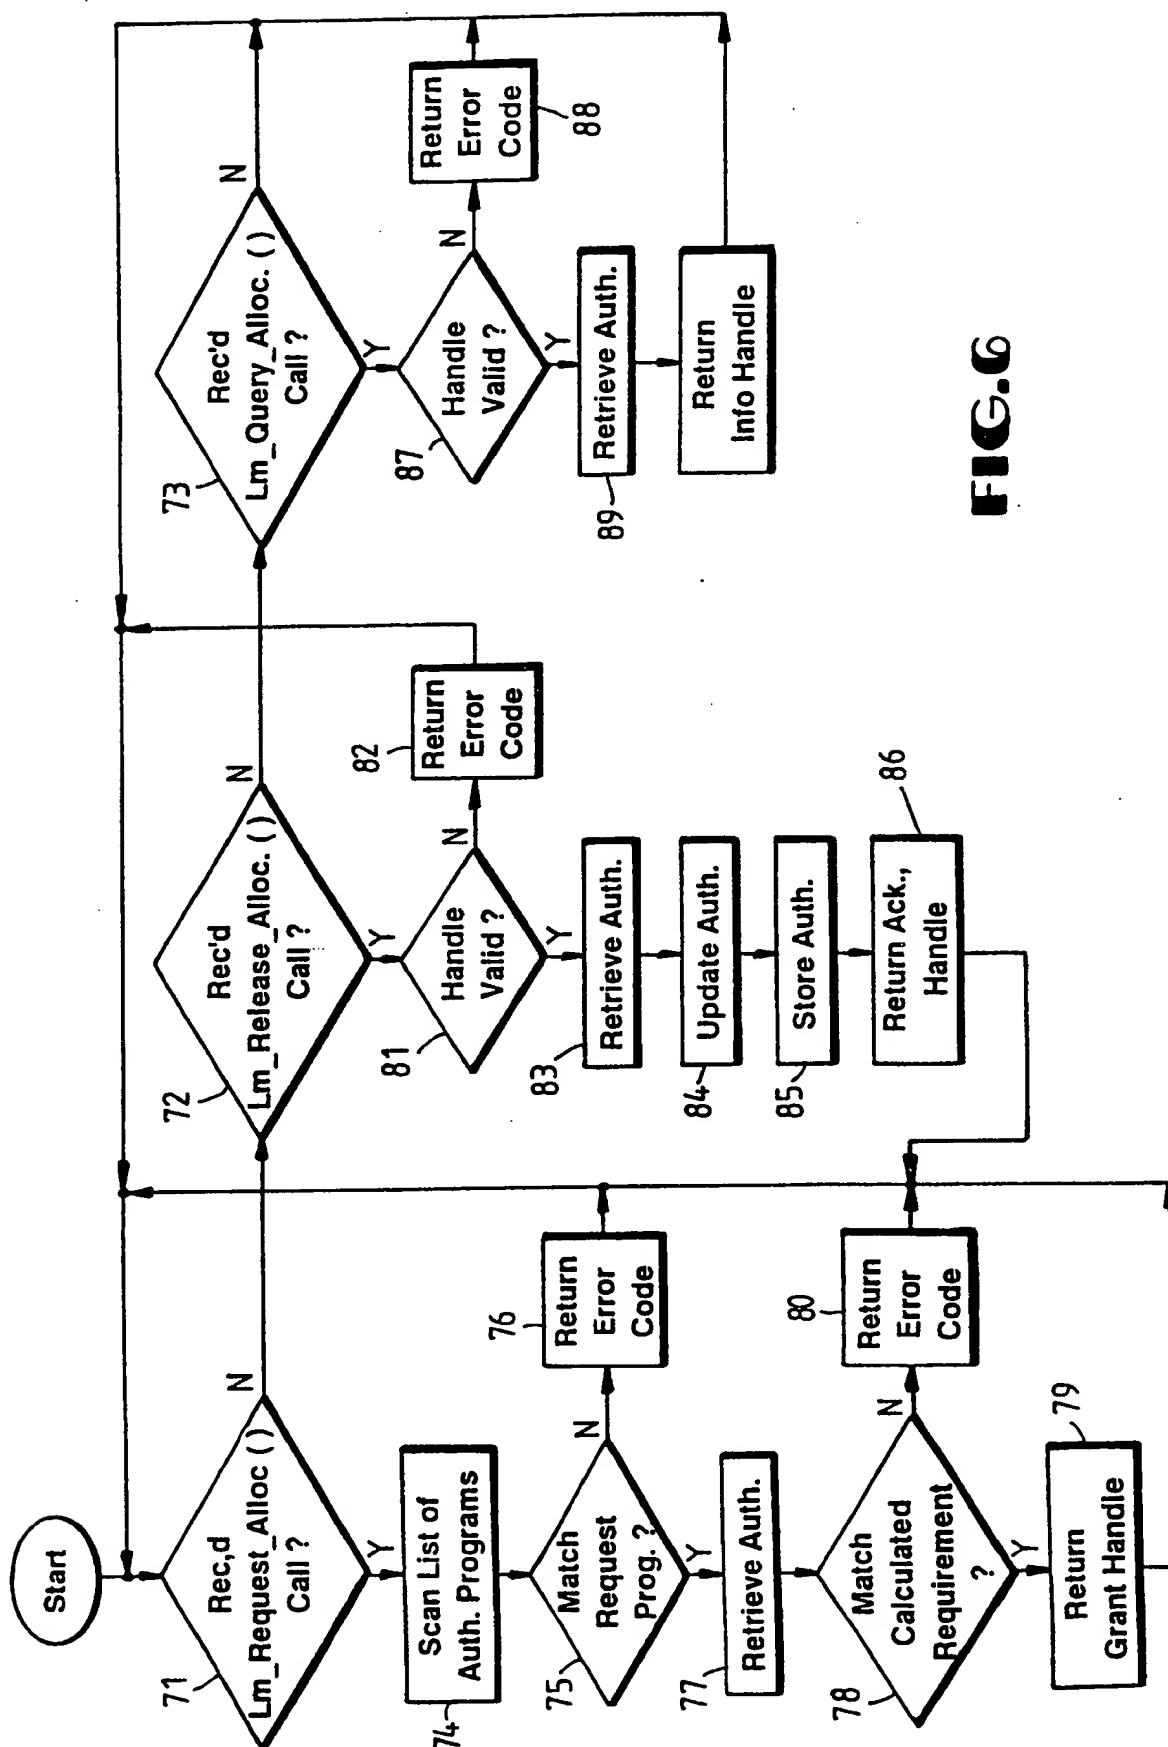 Start
71
Rec,d
Lm_Request_Alloc ( )
Call ?
N
Y
74
Scan List of
Auth. Programs
75
Match
Request
Prog. ?
N
76
Return
Error
Code
Y
77
Retrieve Auth.
78
Match
Calculated
Requirement
?
N
80
Return
Error
Code
Y
79
Return
Grant Handle
72
Rec'd
Lm_Release_Alloc. ( )
Call ?
N
Y
81
Handle
Valid ?
N
82
Return
Error
Code
Y
83
Retrieve Auth.
84
Update Auth.
85
Store Auth.
86
Return Ack.,
Handle
73
Rec'd
Lm_Query_Alloc. ( )
Call ?
N
Y
87
Handle
Valid ?
N
88
Return
Error
Code
Y
89
Retrieve Auth.
Return
Info Handle
FIG.6